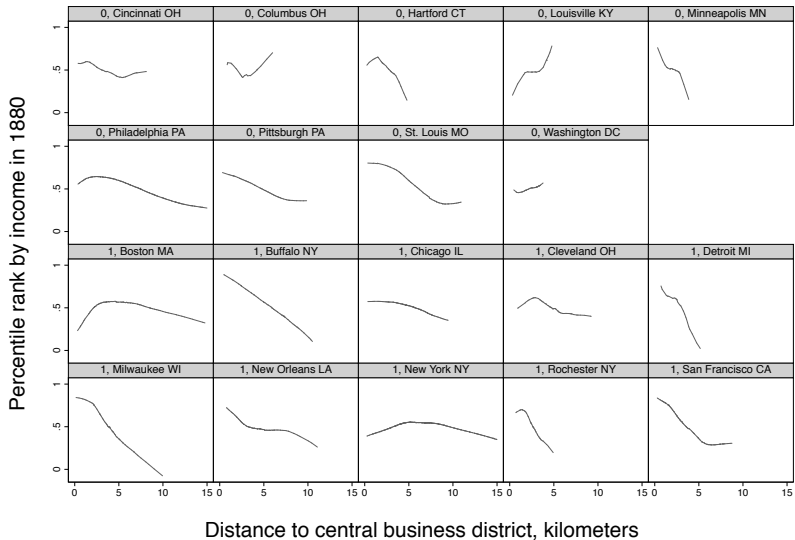 0, Cincinnati OH
0, Columbus OH
0, Hartford CT
0, Louisville KY
0, Minneapolis MN
0, Philadelphia PA
0, Pittsburgh PA
0, St. Louis MO
0, Washington DC
1, Boston MA
1, Buffalo NY
1, Chicago IL
1, Cleveland OH
1, Detroit MI
1, Milwaukee WI
1, New Orleans LA
1, New York NY
1, Rochester NY
1, San Francisco CA
0 .5 1
0 .5 1
0 .5 1
0 .5 1
0 5 10 15
0 5 10 15
0 5 10 15
0 5 10 15
0 5 10 15
Percentile rank by income in 1880
Distance to central business district, kilometers